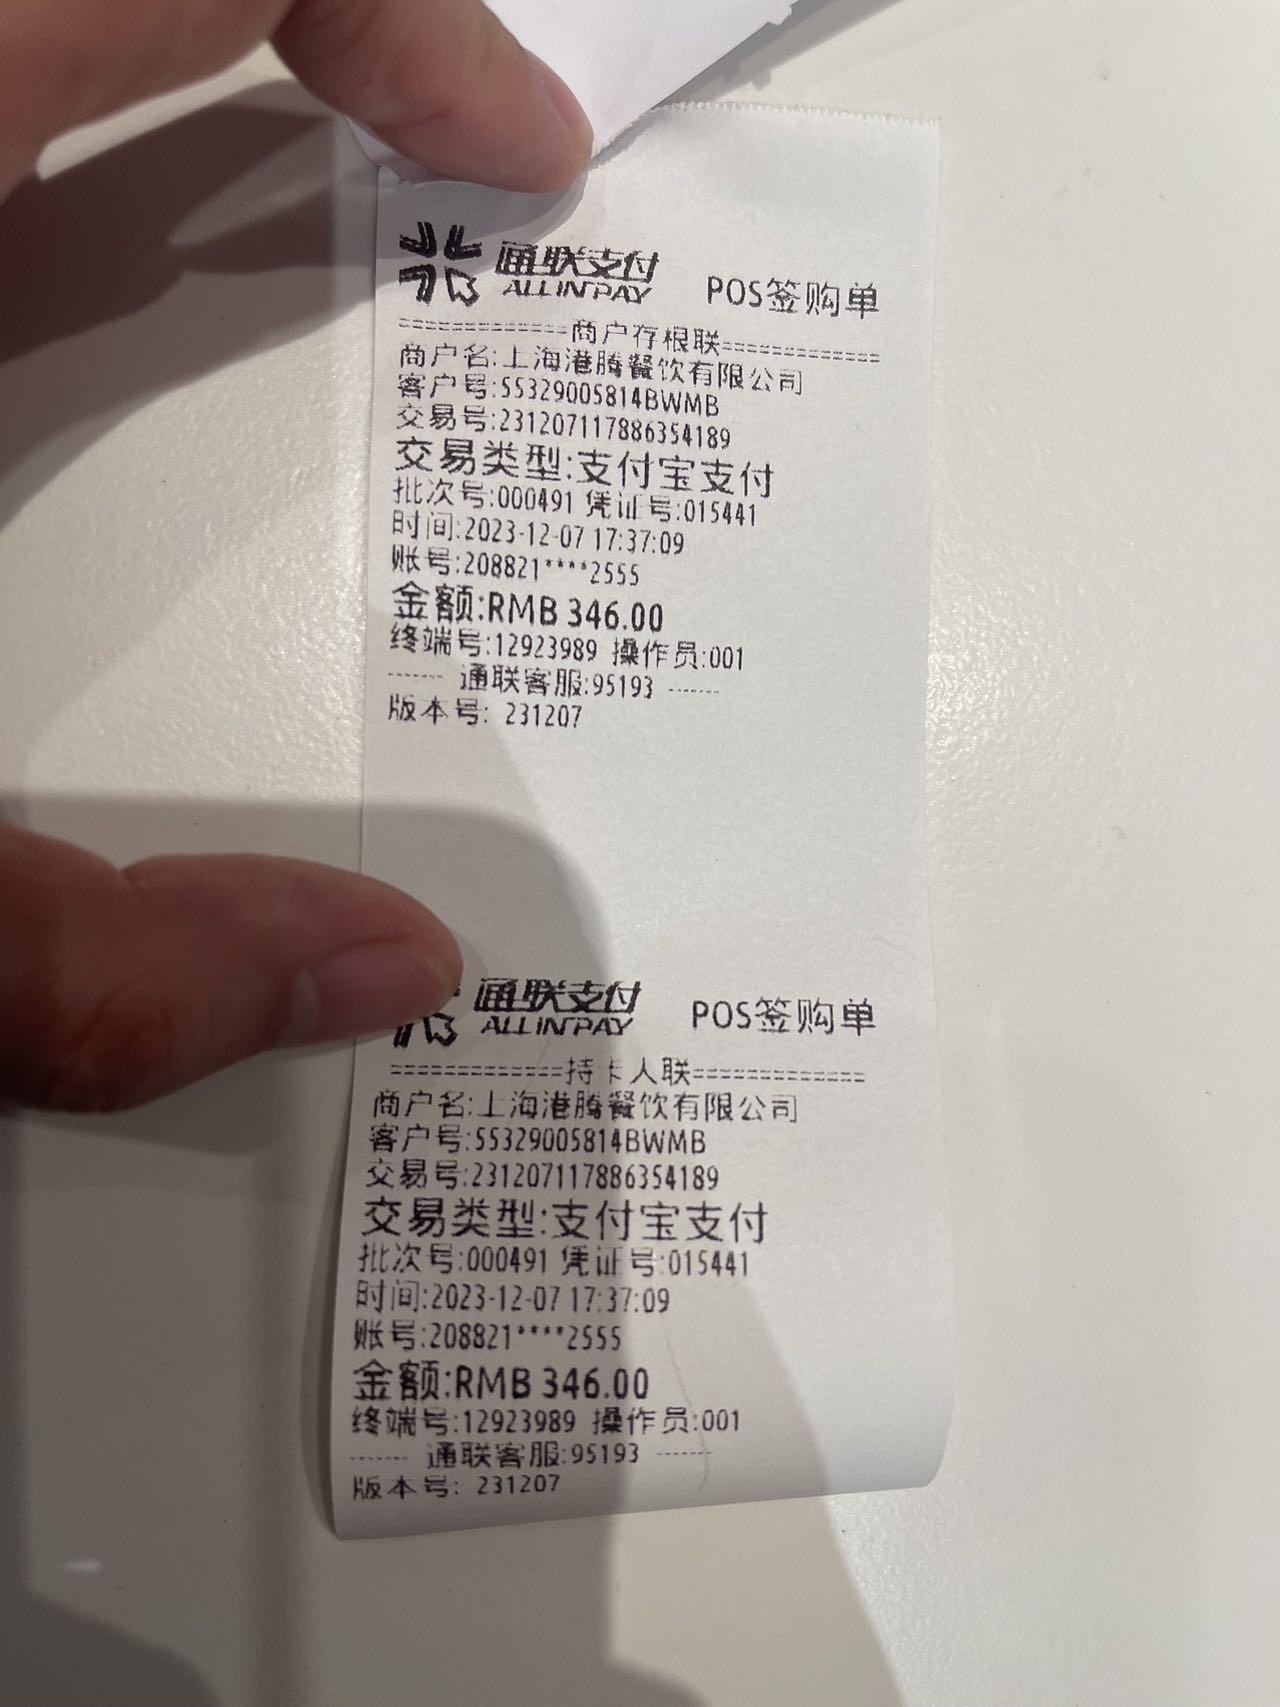 通联支付
ALLINPAY
POS签购单
=============商户存根联=============
商户名:上海港腾餐饮有限公司
客户号:55329005814BWMB
交易号:231207117886354189
交易类型:支付宝支付
批次号:000491 凭证号:015441
时间:2023-12-07 17:37:09
账号:208821****2555
金额:RMB 346.00
终端号:12923989 操作员:001
------ 通联客服:95193 ------
版本号: 231207
通联支付
ALLINPAY
POS签购单
=============持卡人联=============
商户名:上海港腾餐饮有限公司
客户号:55329005814BWMB
交易号:231207117886354189
交易类型:支付宝支付
批次号:000491 凭证号:015441
时间:2023-12-07 17:37:09
账号:208821****2555
金额:RMB 346.00
终端号:12923989 操作员:001
------ 通联客服:95193 ------
版本号: 231207